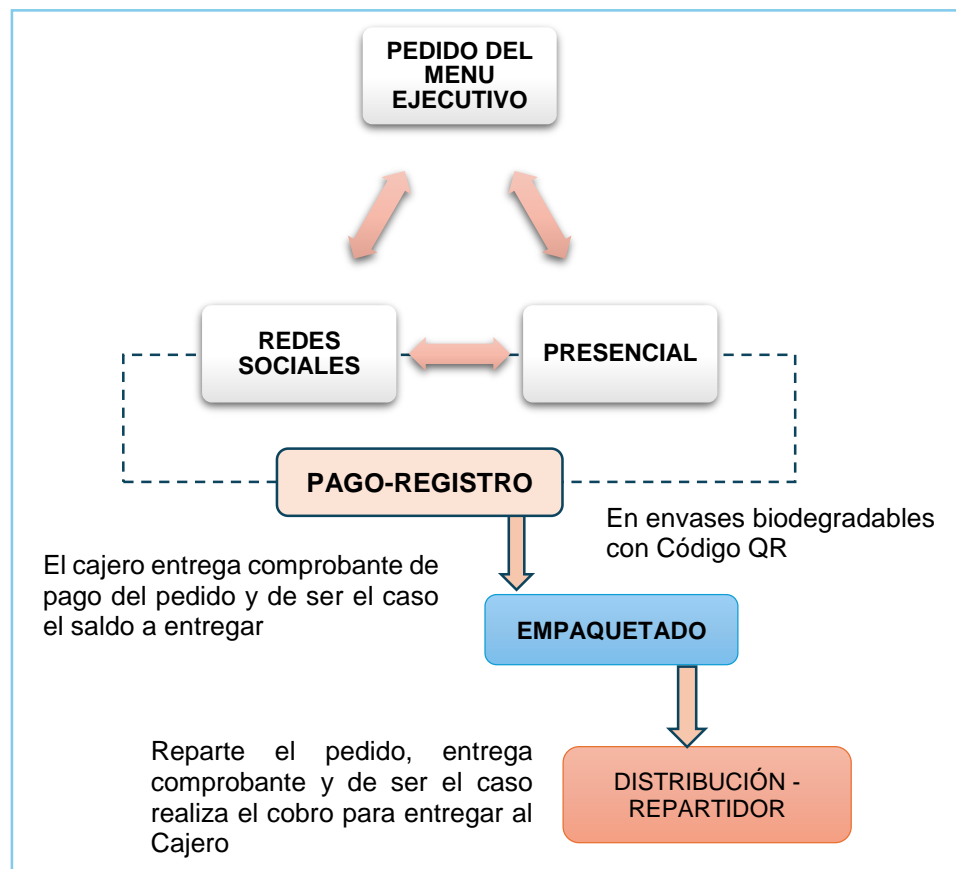 PEDIDO DEL
MENU
EJECUTIVO
REDES
SOCIALES
PRESENCIAL
PAGO-REGISTRO
En envases biodegradables
con Código QR
El cajero entrega comprobante de
pago del pedido y de ser el caso
el saldo a entregar
EMPAQUETADO
Reparte el pedido, entrega
comprobante y de ser el caso
realiza el cobro para entregar al
Cajero
DISTRIBUCIÓN -
REPARTIDOR